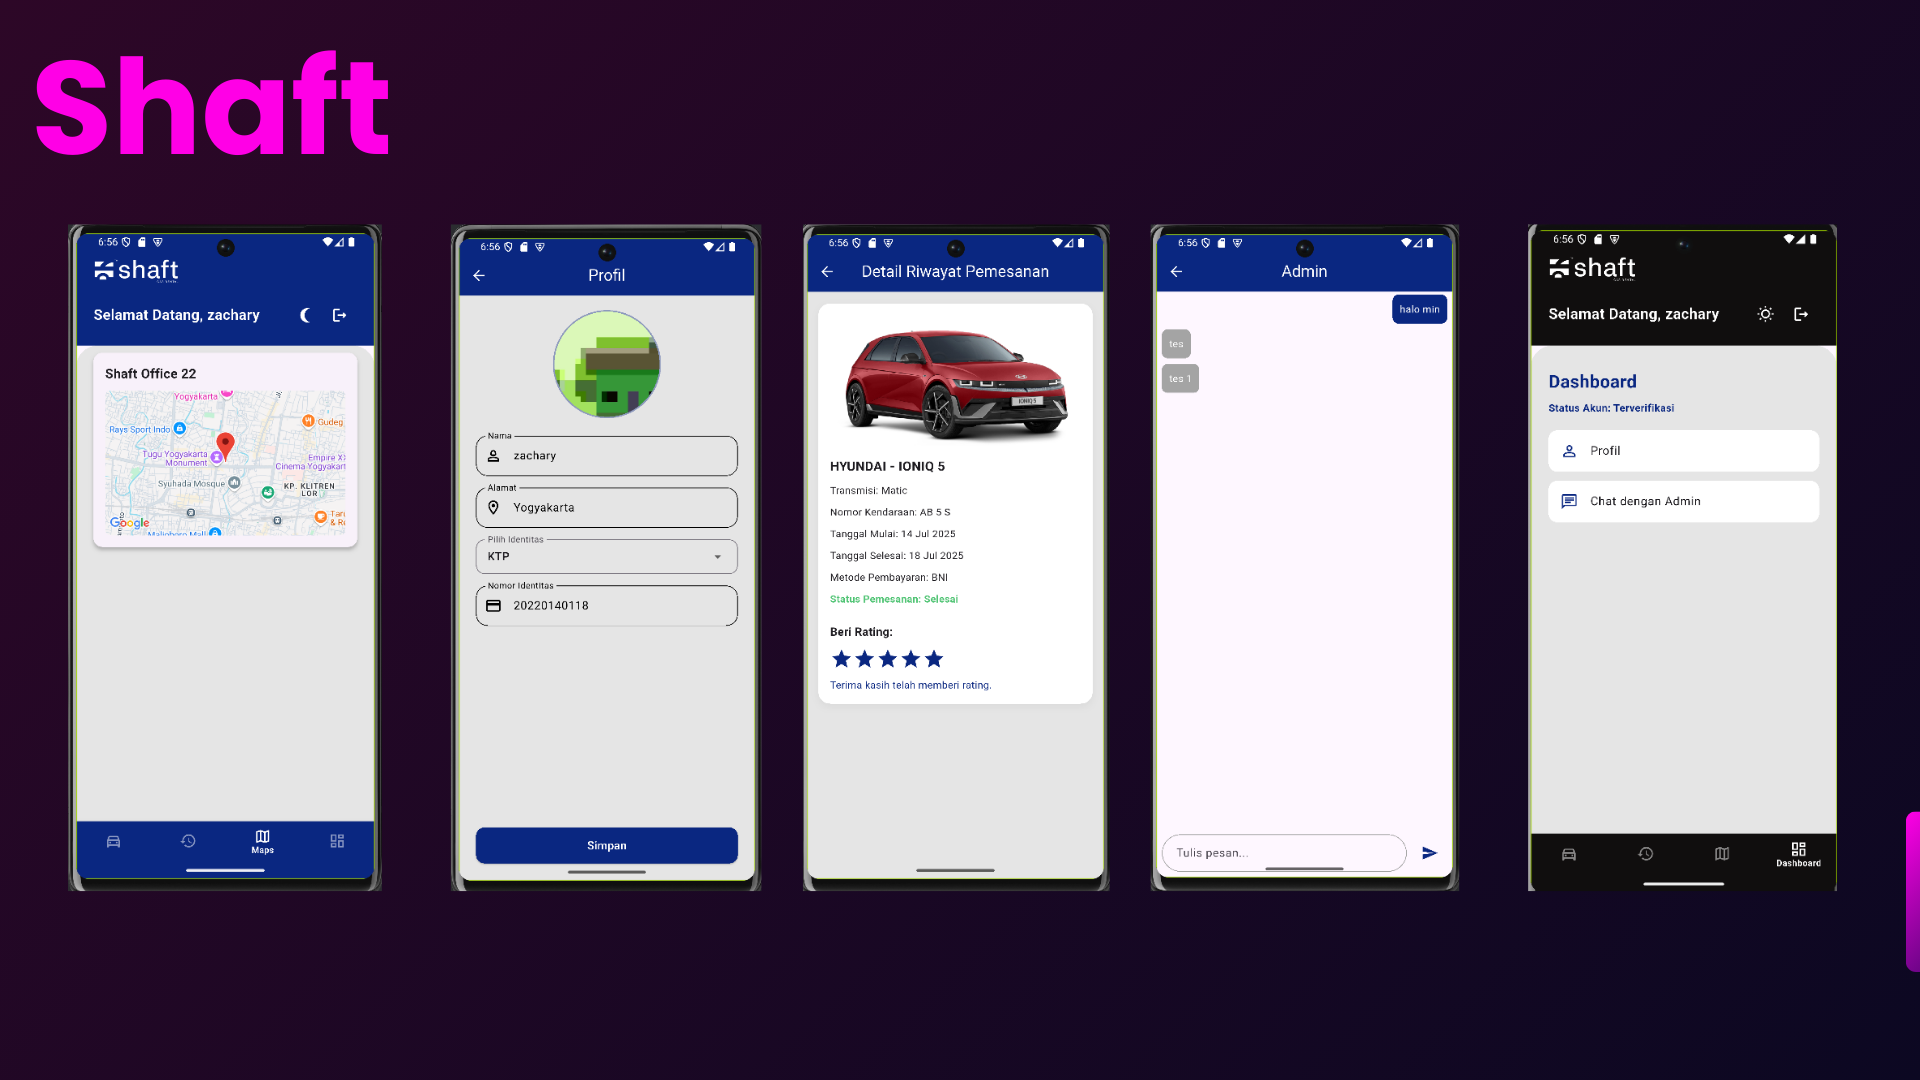 Shaft
6:56
shaft
Selamat Datang, zachary
Shaft Office 22
Yogyakarta
Rays Sport Indo
Gudeg
Tugu Yogyakarta
Monument
Empire X
Cinema Yogyakart
Syuhada Mosque
KP. KLITREN
LOR
Google
Malioboro Mall
Maps
6:56
Profil
Nama
zachary
Alamat
Yogyakarta
Pilih Identitas
KTP
Nomor Identitas
20220140118
Simpan
6:56
Detail Riwayat Pemesanan
IONIQ 5
HYUNDAI - IONIQ 5
Transmisi: Matic
Nomor Kendaraan: AB 5 S
Tanggal Mulai: 14 Jul 2025
Tanggal Selesai: 18 Jul 2025
Metode Pembayaran: BNI
Status Pemesanan: Selesai
Beri Rating:
Terima kasih telah memberi rating.
6:56
Admin
halo min
tes
tes 1
Tulis pesan...
6:56
shaft
Selamat Datang, zachary
Dashboard
Status Akun: Terverifikasi
Profil
Chat dengan Admin
Dashboard